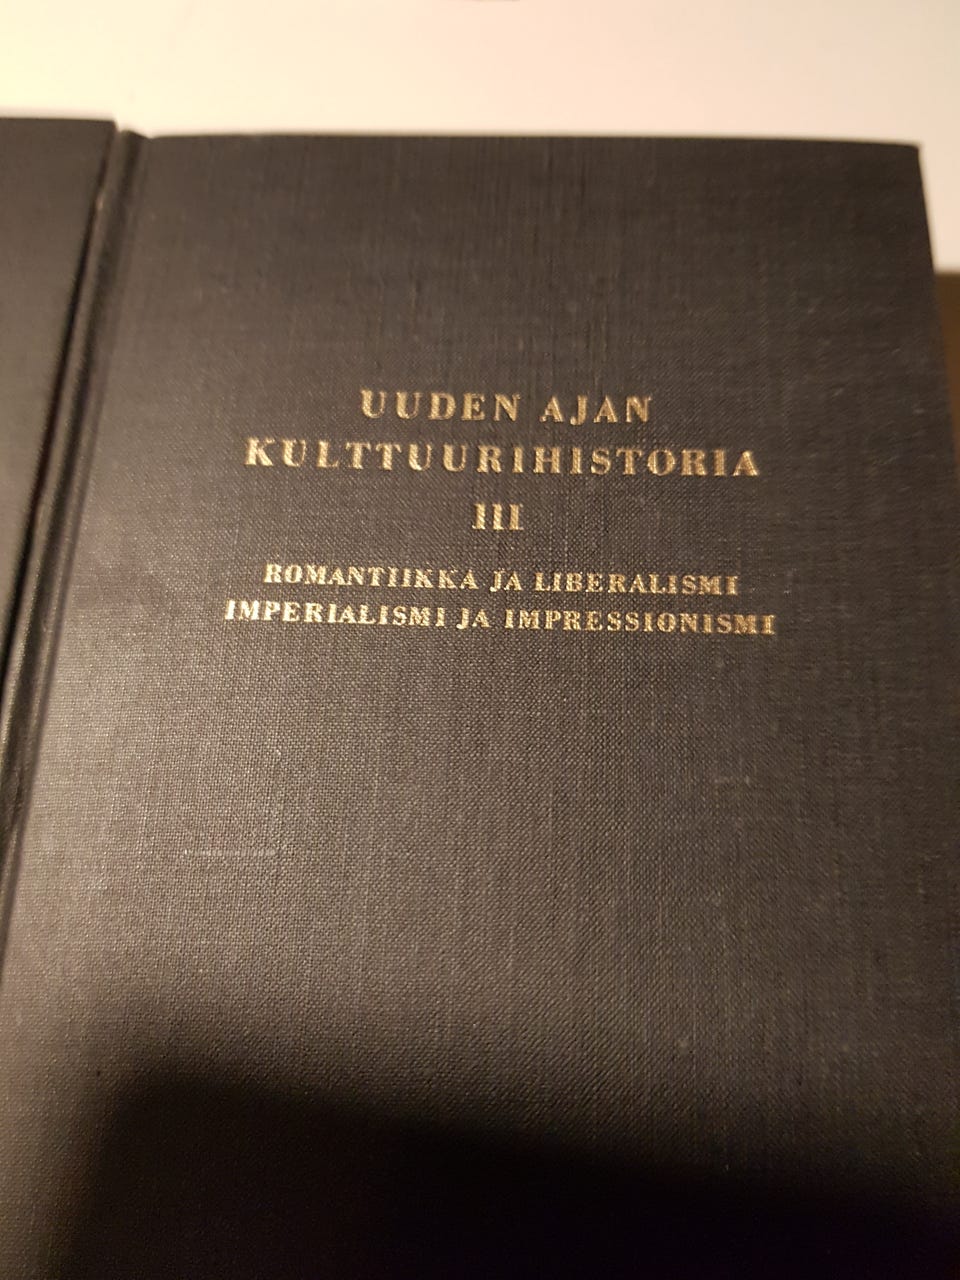 UUDEN AJAN
KULTTUURIHISTORIA
III
ROMANTIIKKA JA LIBERALISMI
IMPERIALISMI JA IMPRESSIONISMI